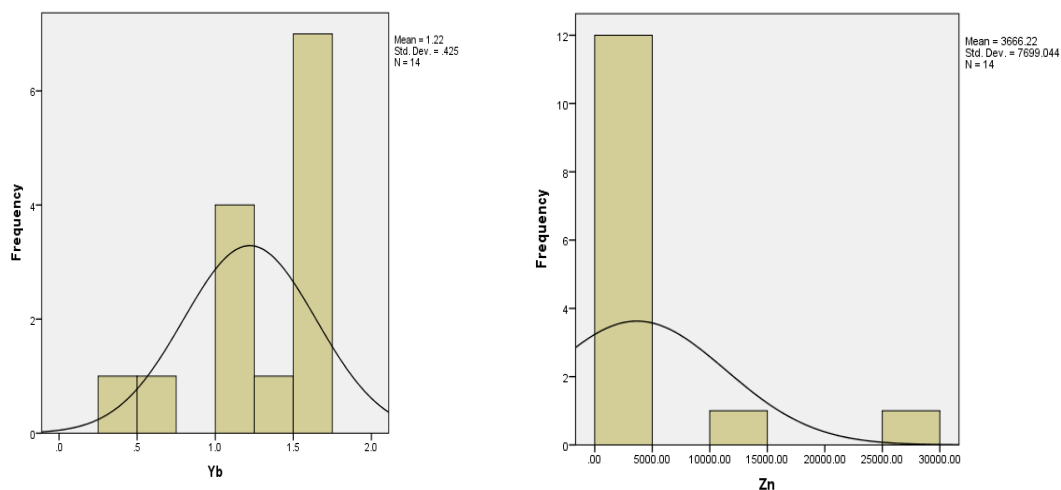 Mean = 1.22
Std. Dev. = .425
N = 14
6
4
2
0
Frequency
.0 .5 1.0 1.5 2.0
Yb
Mean = 3666.22
Std. Dev. = 7699.044
N = 14
12
10
8
6
4
2
0
Frequency
.00 5000.00 10000.00 15000.00 20000.00 25000.00 30000.00
Zn